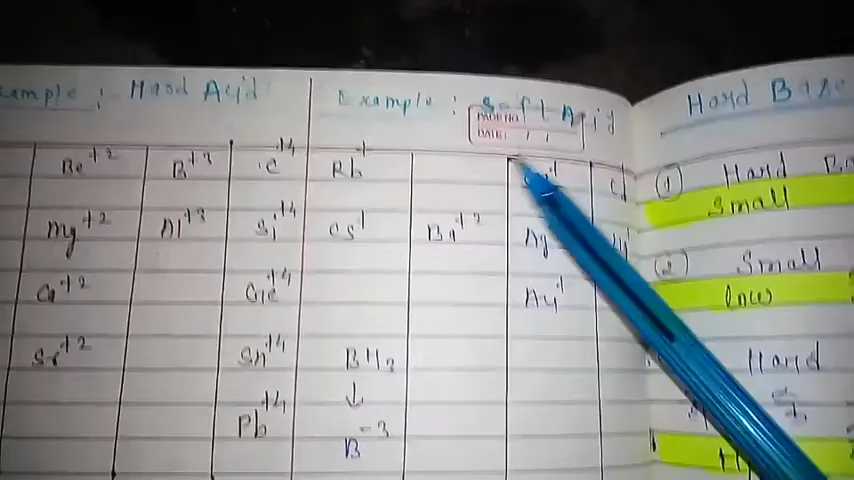 ample : Hard Acid
Example : Soft Acid
PAGE NO
DATE: / /
Be+2 B+3 C+4 Rb+
Mg+2 Al+3 Si+4 Cs+ Ba+2 Ag
Ca+2 Ge+4 Au+
Sr+2 Sn+4 BH3
Pb+4 ↓
B-3
Hard Base
① Hard Ba
Small
② Small
low
Hard
H